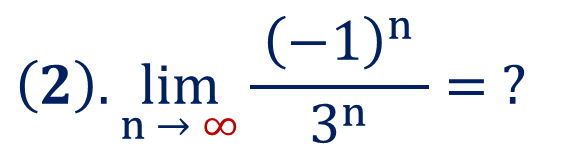 (2). lim n → ∞ (−1)ⁿ / 3ⁿ = ?